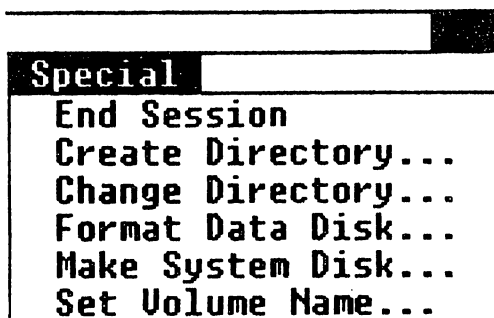 Special
End Session
Create Directory...
Change Directory...
Format Data Disk...
Make System Disk...
Set Volume Name...